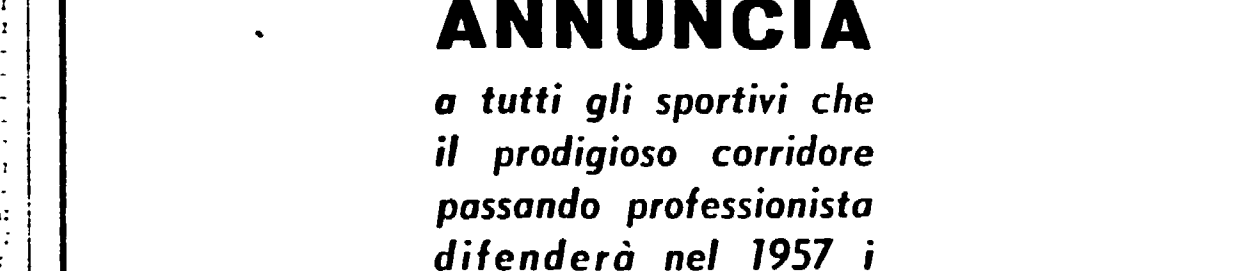 ANNUNCIA
a tutti gli sportivi che
il prodigioso corridore
passando professionista
difenderà nel 1957 i